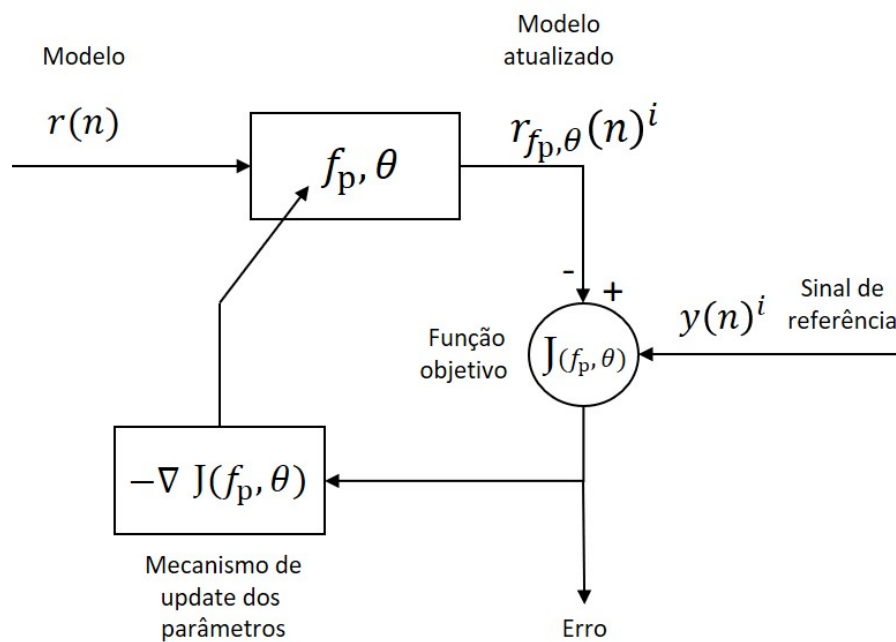 Modelo
Modelo
atualizado
r(n)
f_p, θ
r_{f_p,θ}(n)^i
-
+
y(n)^i
Sinal de
referência
Função
objetivo
J(f_p, θ)
−∇ J(f_p, θ)
Mecanismo de
update dos
parâmetros
Erro